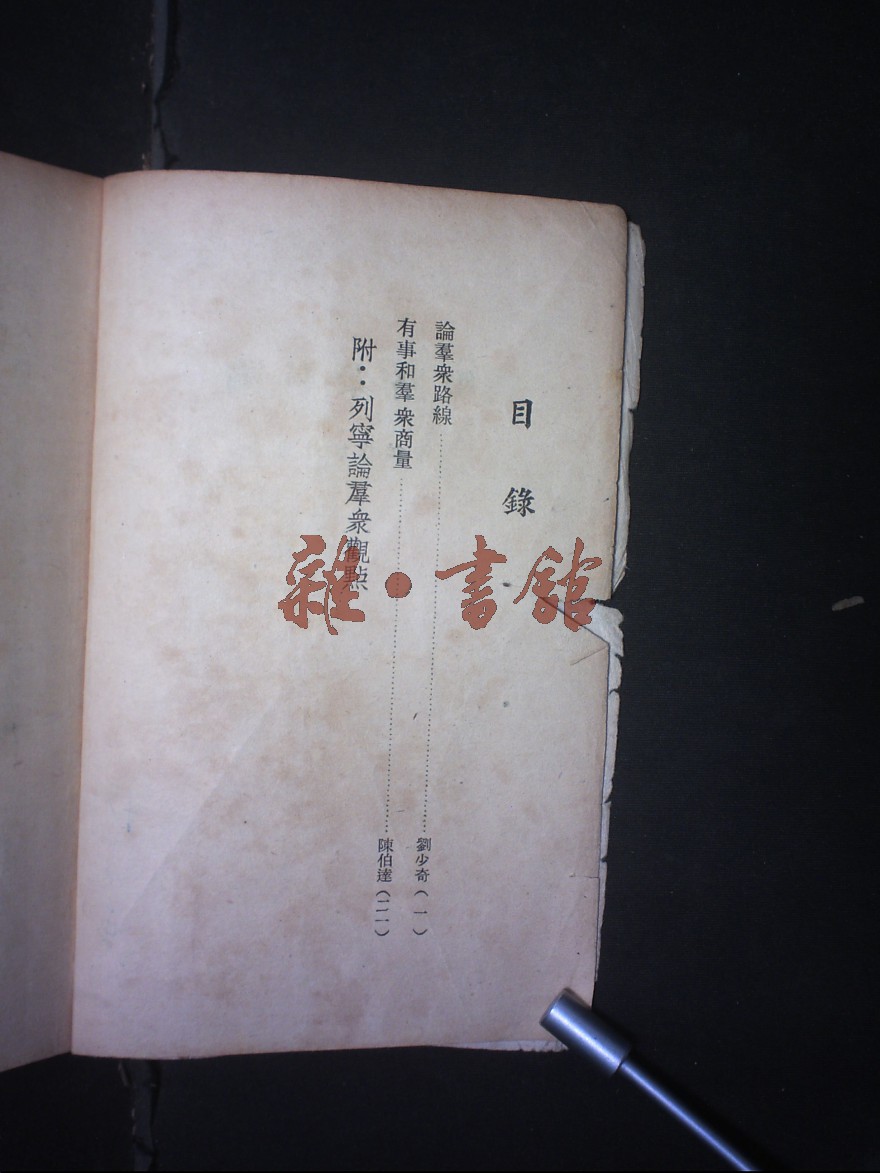 目錄
論羣衆路線……劉少奇(一)
有事和羣衆商量……陳伯達(二一)
附：列寧論羣衆觀點
雜·書館